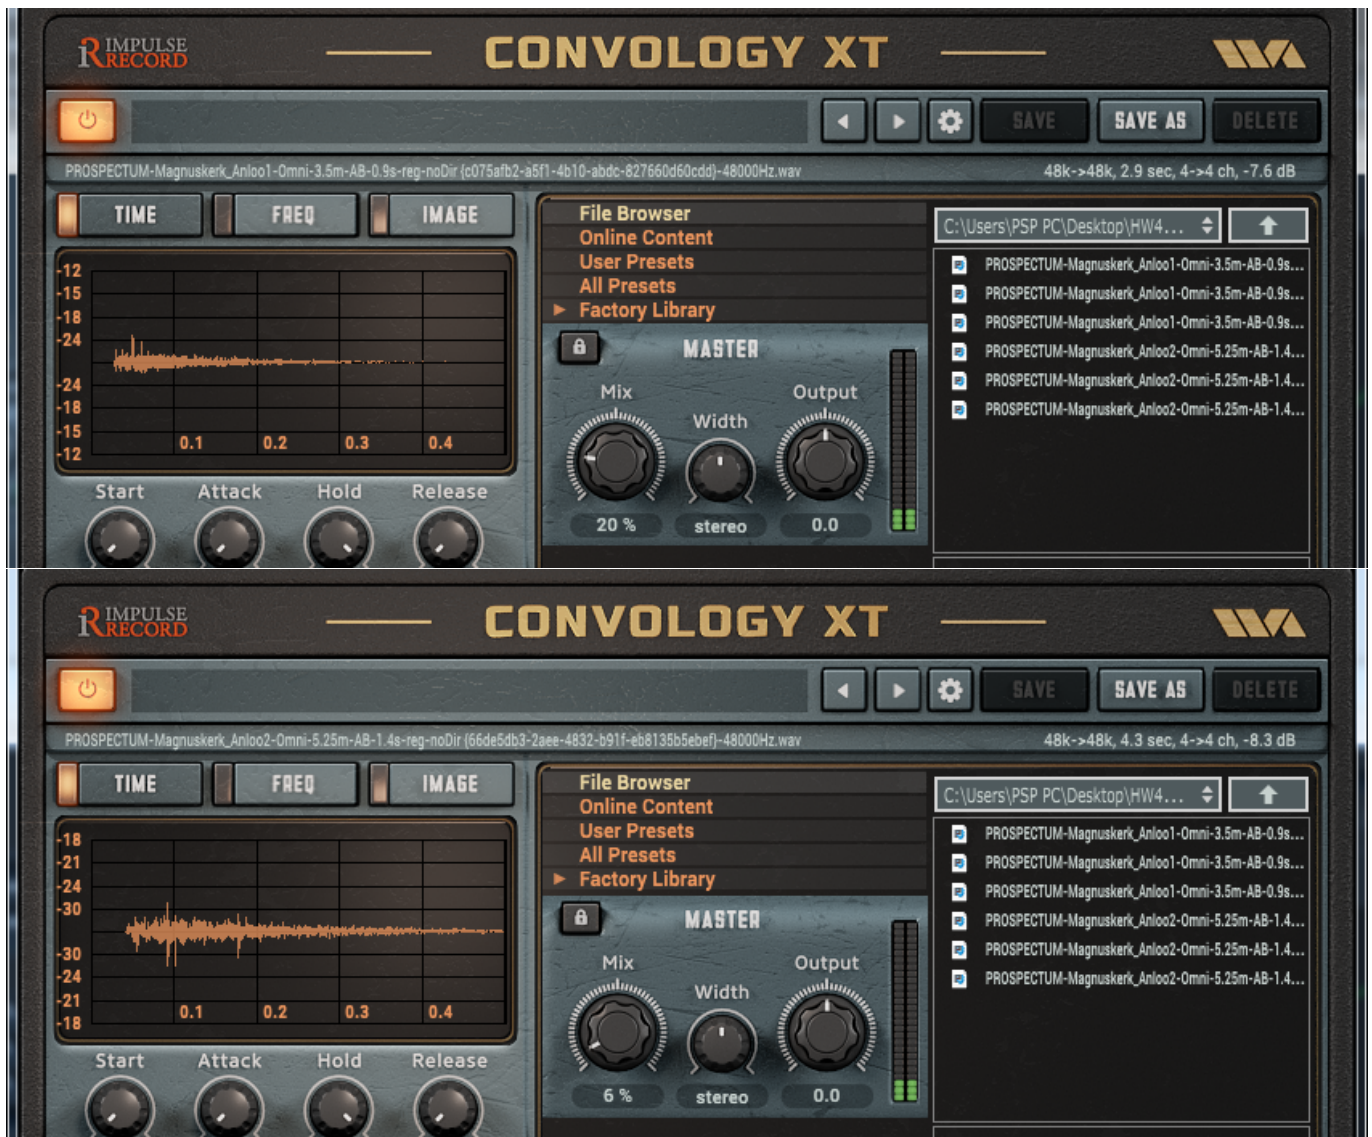 IMPULSE
RECORD
CONVOLOGY XT
SAVE
SAVE AS
DELETE
PROSPECTUM-Magnuskerk_Anloo1-Omni-3.5m-AB-0.9s-reg-noDir {c075afb2-a5f1-4b10-abdc-827660d60cdd}-48000Hz.wav
48k->48k, 2.9 sec, 4->4 ch, -7.6 dB
TIME
FREQ
IMAGE
-12
-15
-18
-24
-24
-18
-15
-12
0.1
0.2
0.3
0.4
Start
Attack
Hold
Release
File Browser
Online Content
User Presets
All Presets
Factory Library
MASTER
Mix
Width
Output
20 %
stereo
0.0
C:\Users\PSP PC\Desktop\HW4...
PROSPECTUM-Magnuskerk_Anloo1-Omni-3.5m-AB-0.9s...
PROSPECTUM-Magnuskerk_Anloo1-Omni-3.5m-AB-0.9s...
PROSPECTUM-Magnuskerk_Anloo1-Omni-3.5m-AB-0.9s...
PROSPECTUM-Magnuskerk_Anloo2-Omni-5.25m-AB-1.4...
PROSPECTUM-Magnuskerk_Anloo2-Omni-5.25m-AB-1.4...
PROSPECTUM-Magnuskerk_Anloo2-Omni-5.25m-AB-1.4...
IMPULSE
RECORD
CONVOLOGY XT
SAVE
SAVE AS
DELETE
PROSPECTUM-Magnuskerk_Anloo2-Omni-5.25m-AB-1.4s-reg-noDir {66de5db3-2aee-4832-b91f-eb8135b5ebef}-48000Hz.wav
48k->48k, 4.3 sec, 4->4 ch, -8.3 dB
TIME
FREQ
IMAGE
-18
-21
-24
-30
-30
-24
-21
-18
0.1
0.2
0.3
0.4
Start
Attack
Hold
Release
File Browser
Online Content
User Presets
All Presets
Factory Library
MASTER
Mix
Width
Output
6 %
stereo
0.0
C:\Users\PSP PC\Desktop\HW4...
PROSPECTUM-Magnuskerk_Anloo1-Omni-3.5m-AB-0.9s...
PROSPECTUM-Magnuskerk_Anloo1-Omni-3.5m-AB-0.9s...
PROSPECTUM-Magnuskerk_Anloo1-Omni-3.5m-AB-0.9s...
PROSPECTUM-Magnuskerk_Anloo2-Omni-5.25m-AB-1.4...
PROSPECTUM-Magnuskerk_Anloo2-Omni-5.25m-AB-1.4...
PROSPECTUM-Magnuskerk_Anloo2-Omni-5.25m-AB-1.4...